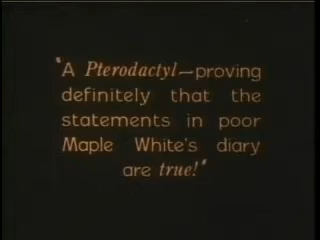 "A Pterodactyl—proving
definitely that the
statements in poor
Maple White's diary
are true!"